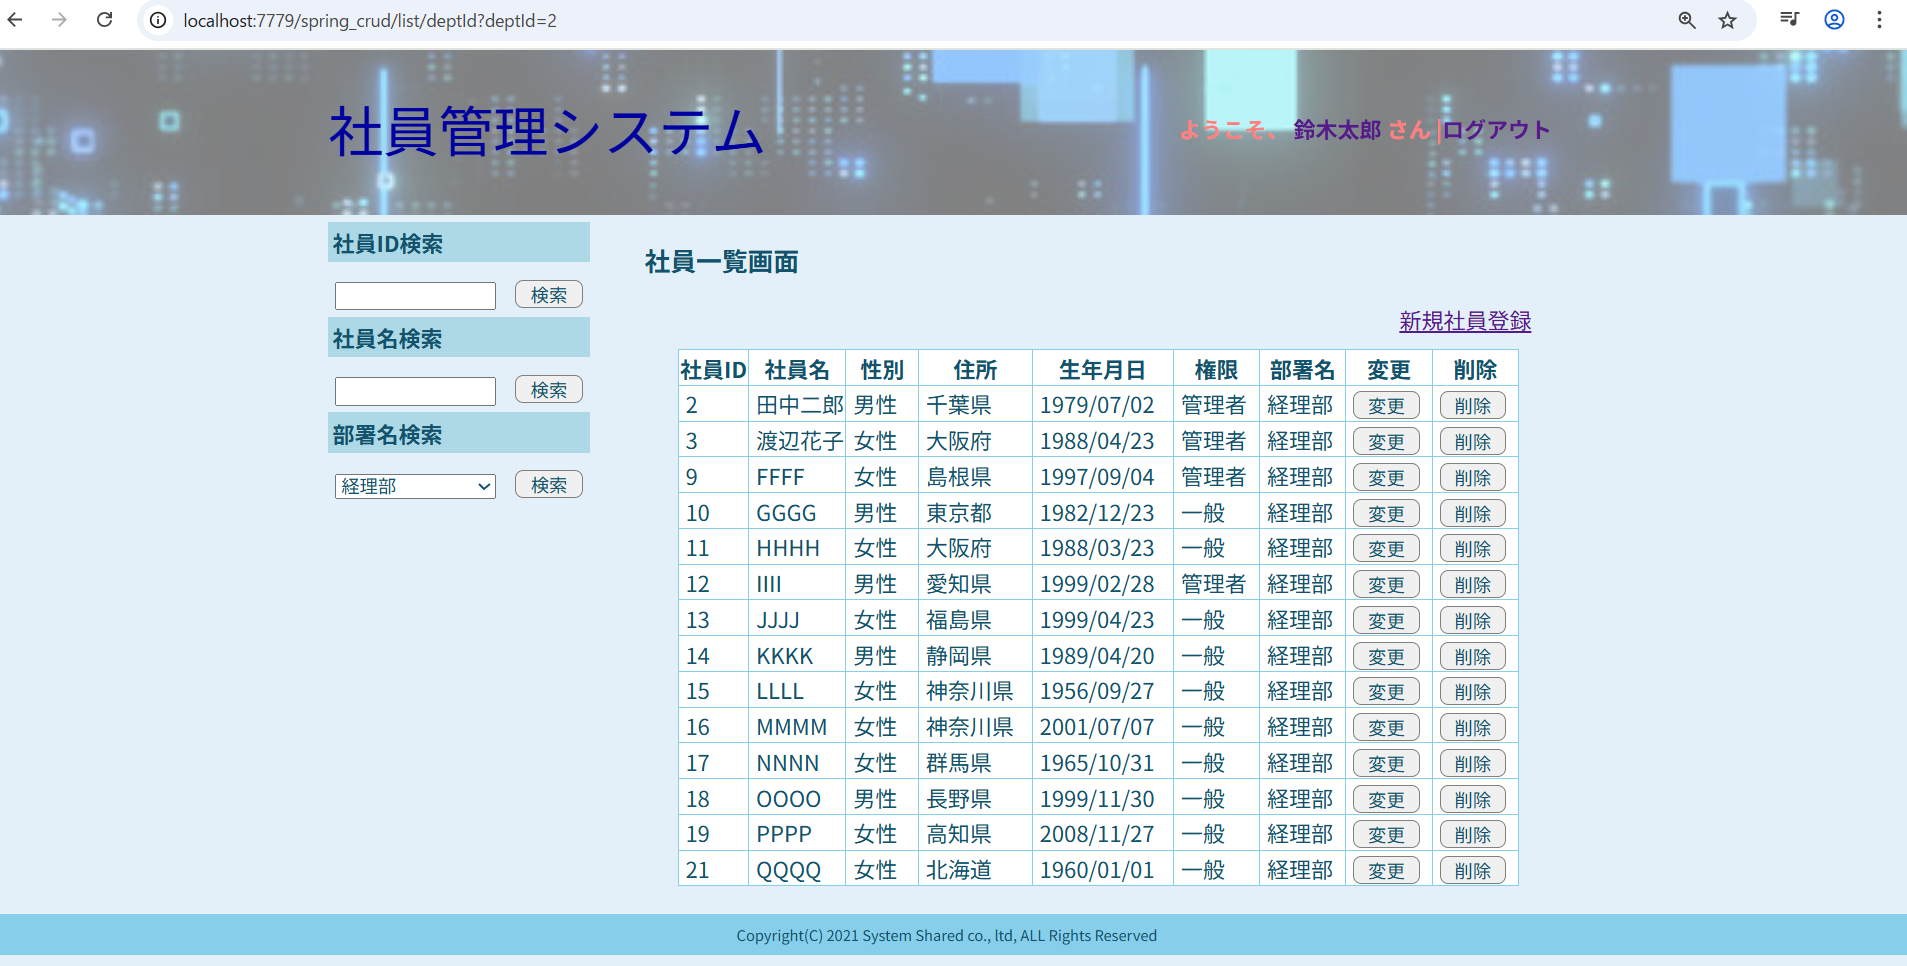 localhost:7779/spring_crud/list/deptId?deptId=2
社員管理システム
ようこそ、 鈴木太郎 さん |ログアウト
社員ID検索
検索
社員名検索
検索
部署名検索
経理部 検索
社員一覧画面
新規社員登録
社員ID 社員名 性別 住所 生年月日 権限 部署名 変更 削除
2 田中二郎 男性 千葉県 1979/07/02 管理者 経理部 変更 削除
3 渡辺花子 女性 大阪府 1988/04/23 管理者 経理部 変更 削除
9 FFFF 女性 島根県 1997/09/04 管理者 経理部 変更 削除
10 GGGG 男性 東京都 1982/12/23 一般 経理部 変更 削除
11 HHHH 女性 大阪府 1988/03/23 一般 経理部 変更 削除
12 IIII 男性 愛知県 1999/02/28 管理者 経理部 変更 削除
13 JJJJ 女性 福島県 1999/04/23 一般 経理部 変更 削除
14 KKKK 男性 静岡県 1989/04/20 一般 経理部 変更 削除
15 LLLL 女性 神奈川県 1956/09/27 一般 経理部 変更 削除
16 MMMM 女性 神奈川県 2001/07/07 一般 経理部 変更 削除
17 NNNN 女性 群馬県 1965/10/31 一般 経理部 変更 削除
18 OOOO 男性 長野県 1999/11/30 一般 経理部 変更 削除
19 PPPP 女性 高知県 2008/11/27 一般 経理部 変更 削除
21 QQQQ 女性 北海道 1960/01/01 一般 経理部 変更 削除
Copyright(C) 2021 System Shared co., ltd, ALL Rights Reserved